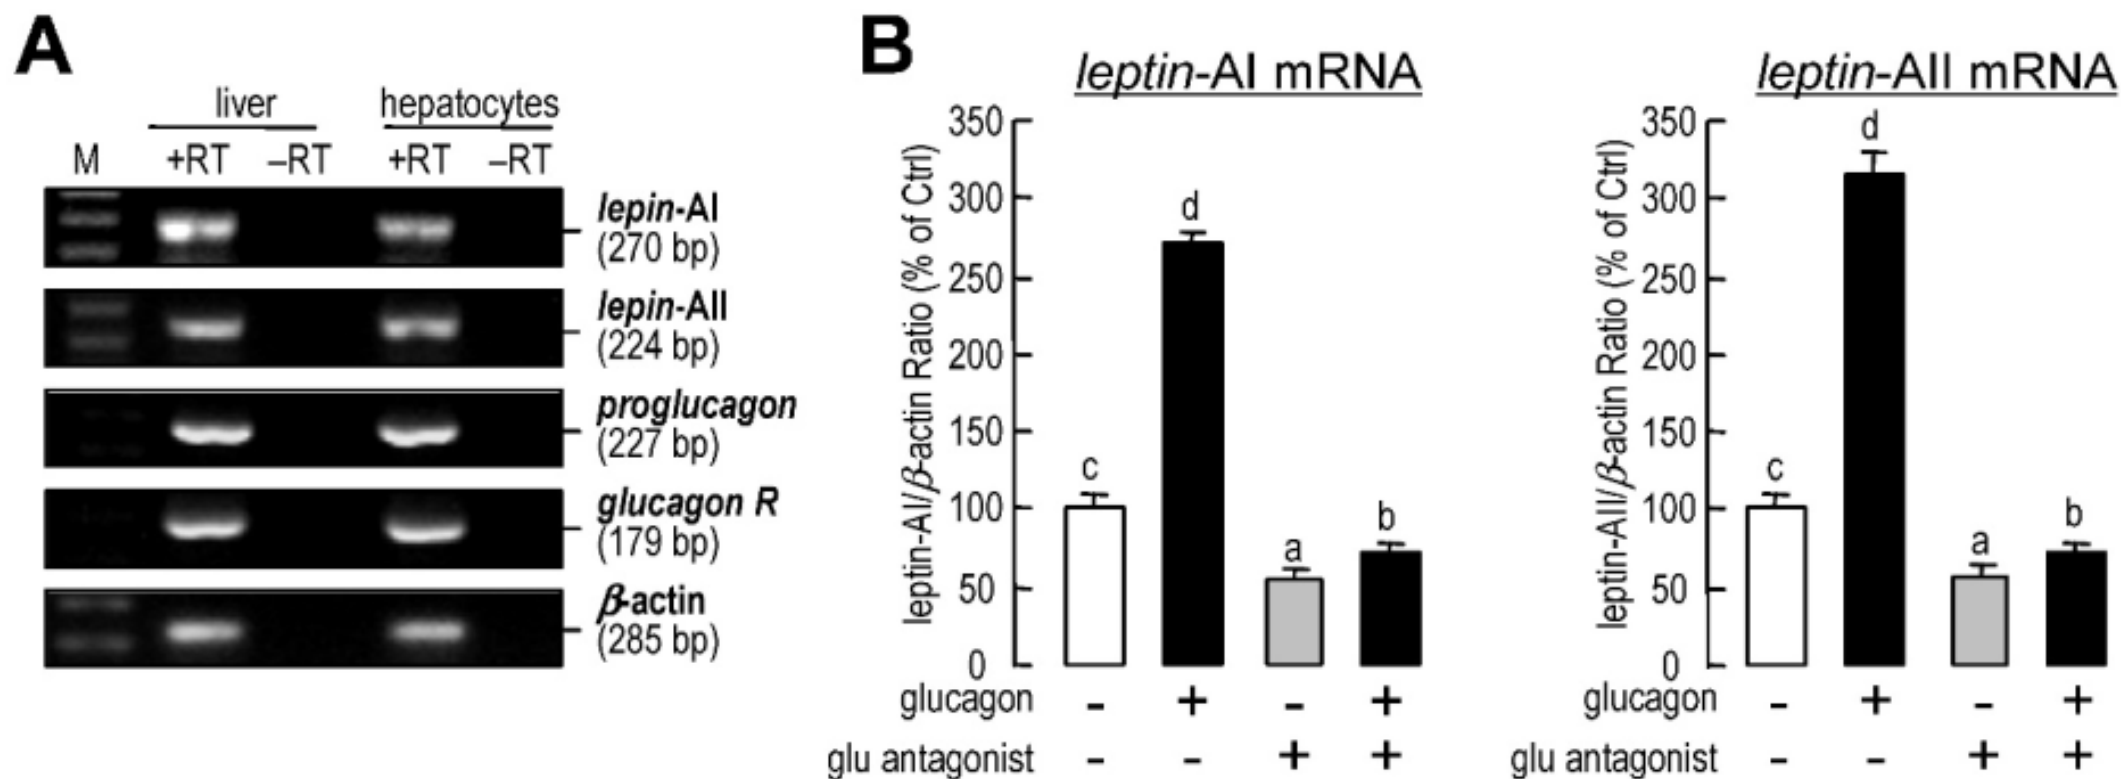 A
liver hepatocytes
M +RT –RT +RT –RT
lepin-AI
(270 bp)
lepin-AII
(224 bp)
proglucagon
(227 bp)
glucagon R
(179 bp)
β-actin
(285 bp)
B
leptin-AI mRNA
leptin-AI/β-actin Ratio (% of Ctrl)
350
300
250
200
150
100
50
0
c d a b
glucagon - + - +
glu antagonist - - + +
leptin-AII mRNA
leptin-AII/β-actin Ratio (% of Ctrl)
350
300
250
200
150
100
50
0
c d a b
glucagon - + - +
glu antagonist - - + +